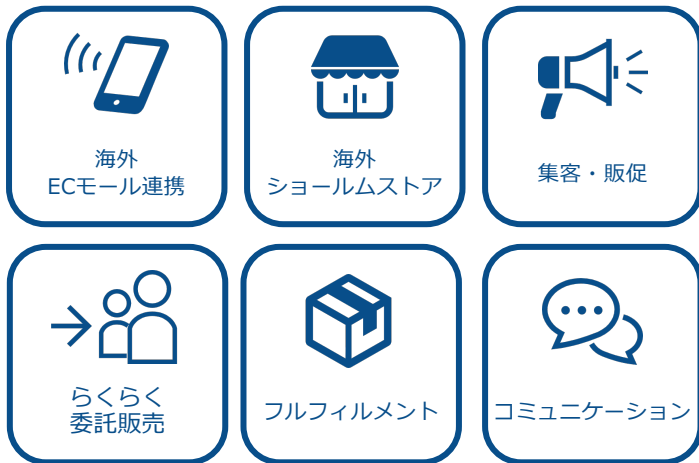 海外
ECモール連携
海外
ショールムストア
集客・販促
らくらく
委託販売
フルフィルメント
コミュニケーション